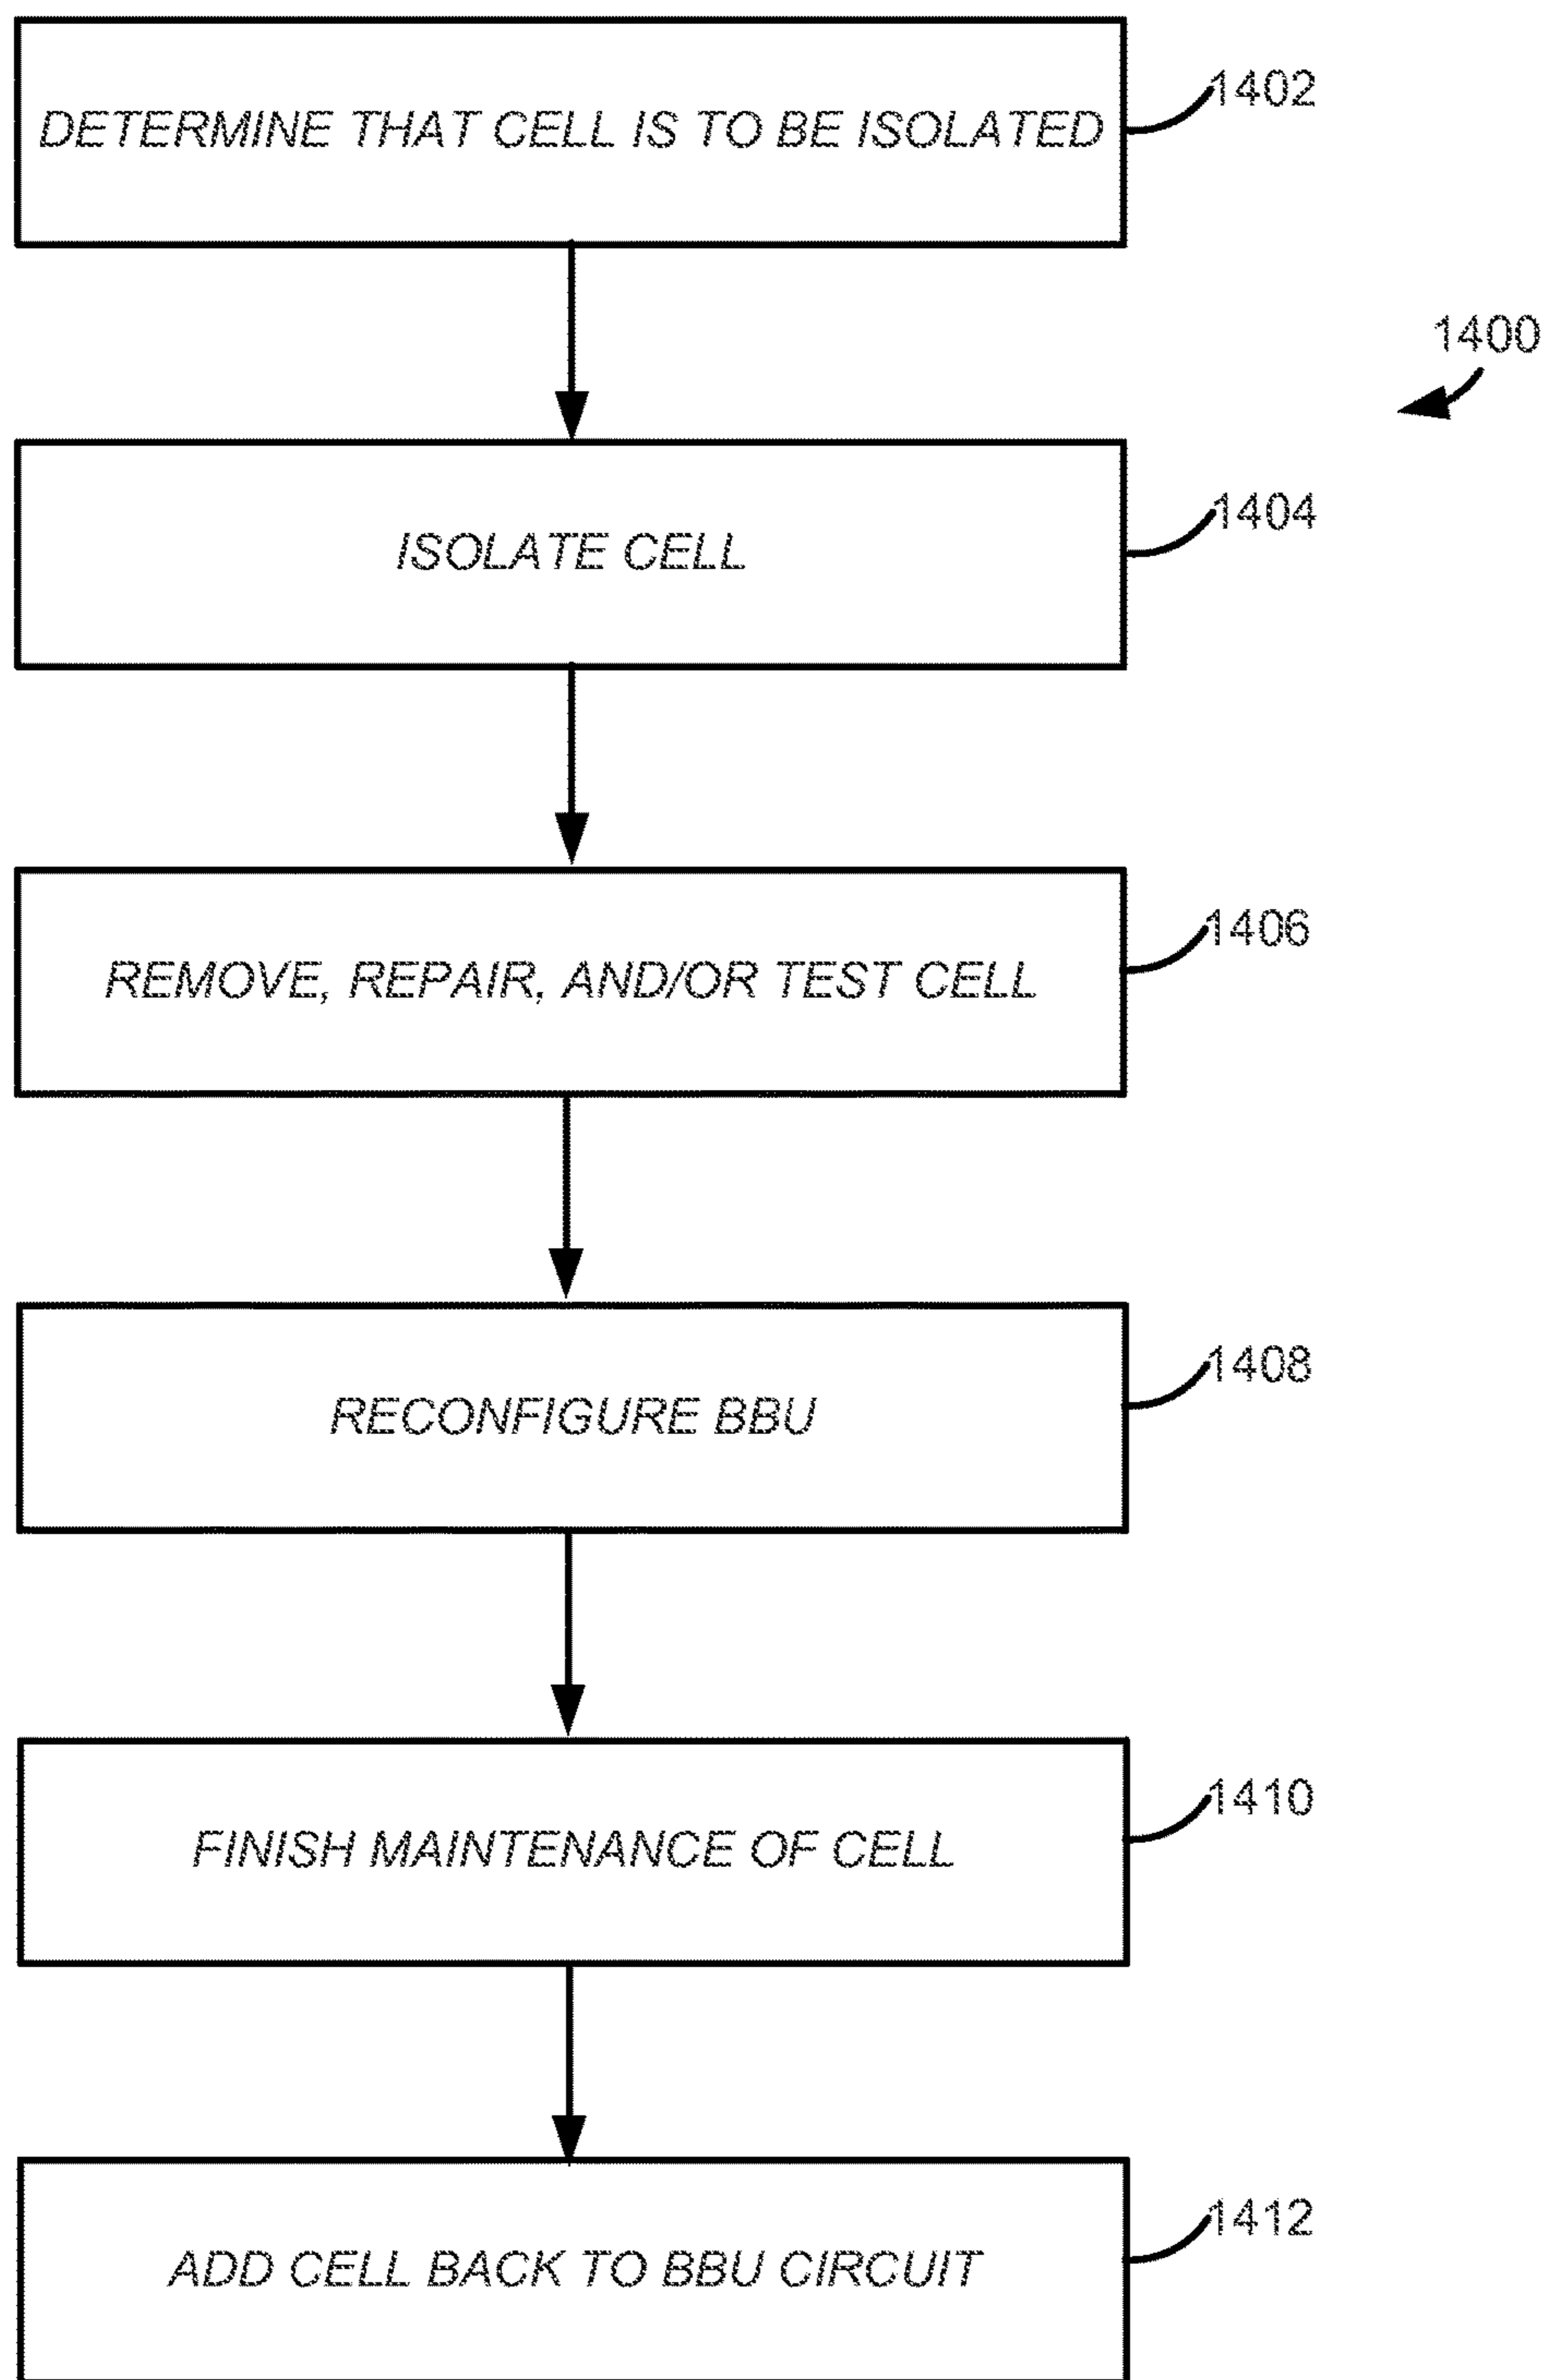 DETERMINE THAT CELL IS TO BE ISOLATED
1402
1400
ISOLATE CELL
1404
REMOVE, REPAIR, AND/OR TEST CELL
1406
RECONFIGURE BBU
1408
FINISH MAINTENANCE OF CELL
1410
ADD CELL BACK TO BBU CIRCUIT
1412